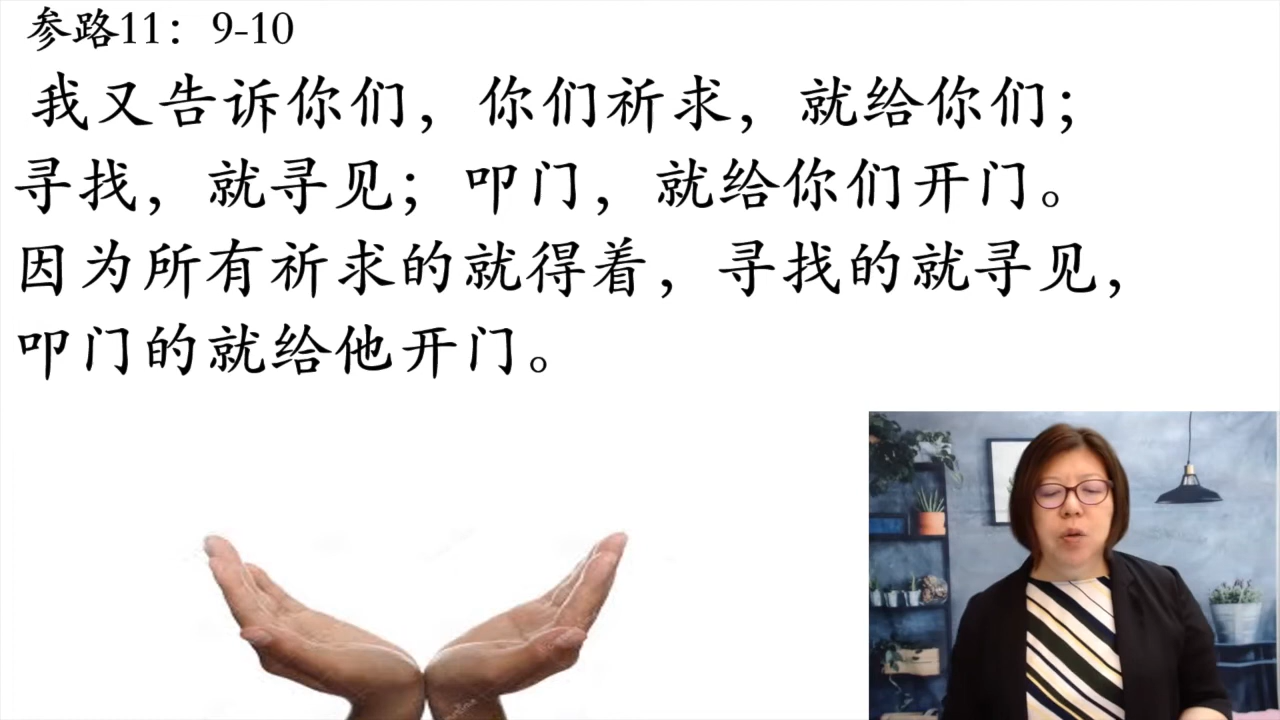 参路11：9-10
我又告诉你们，你们祈求，就给你们；
寻找，就寻见；叩门，就给你们开门。
因为所有祈求的就得着，寻找的就寻见，
叩门的就给他开门。